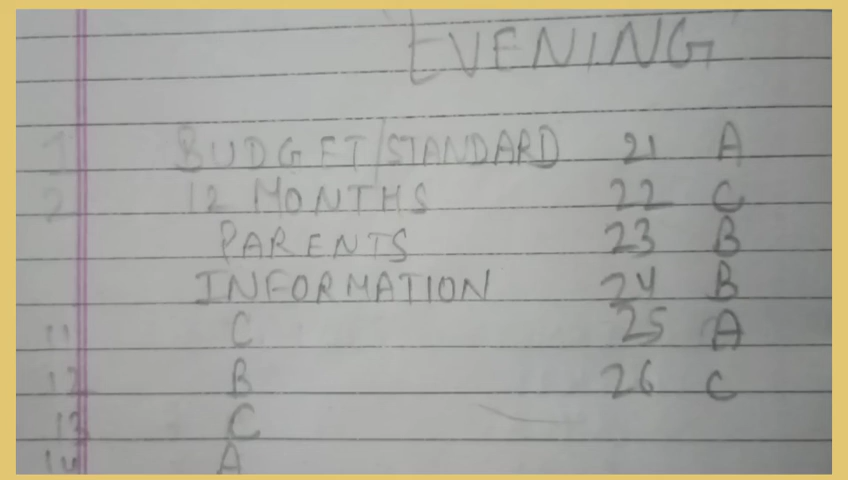 EVENING
1 BUDGET/STANDARD 21 A
2 12 MONTHS 22 C
PARENTS 23 B
INFORMATION 24 B
11 C 25 A
12 B 26 C
13 C
14 A